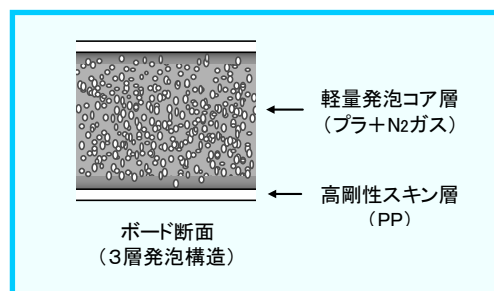 軽量発泡コア層
（プラ＋N2ガス）
高剛性スキン層
（PP）
ボード断面
（３層発泡構造）